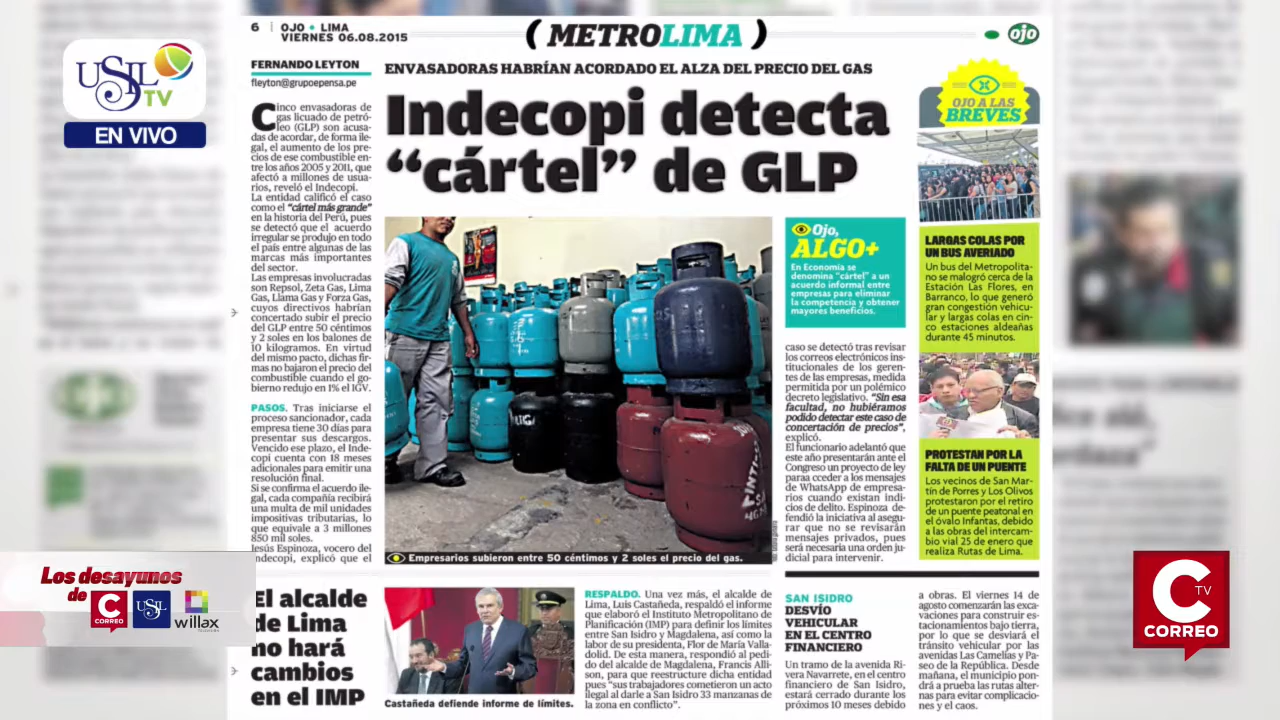 USIL
TV
EN VIVO
6 | OJO • LIMA
VIERNES 06.08.2015
( METROLIMA )
ojo
FERNANDO LEYTON
fleyton@grupoepensa.pe
Cinco envasadoras de
gas licuado de petró-
leo (GLP) son acusa-
das de acordar, de forma ile-
gal, el aumento de los pre-
cios de ese combustible en-
tre los años 2005 y 2011, que
afectó a millones de usua-
rios, reveló el Indecopi.
La entidad calificó el caso
como el "cártel más grande"
en la historia del Perú, pues
se detectó que el acuerdo
irregular se produjo en todo
el país entre algunas de las
marcas más importantes
del sector.
Las empresas involucradas
son Repsol, Zeta Gas, Lima
Gas, Llama Gas y Forza Gas,
cuyos directivos habrían
concertado subir el precio
del GLP entre 50 céntimos
y 2 soles en los balones de
10 kilogramos. En virtud
del mismo pacto, dichas fir-
mas no bajaron el precio del
combustible cuando el go-
bierno redujo en 1% el IGV.
PASOS. Tras iniciarse el
proceso sancionador, cada
empresa tiene 30 días para
presentar sus descargos.
Vencido ese plazo, el Inde-
copi cuenta con 18 meses
adicionales para emitir una
resolución final.
Si se confirma el acuerdo ile-
gal, cada compañía recibirá
una multa de mil unidades
impositivas tributarias, lo
que equivale a 3 millones
850 mil soles.
Jesús Espinoza, vocero del
Indecopi, explicó que el
ENVASADORAS HABRÍAN ACORDADO EL ALZA DEL PRECIO DEL GAS
Indecopi detecta
“cártel” de GLP
Empresarios subieron entre 50 céntimos y 2 soles el precio del gas.
Ojo,
ALGO+
En Economía se
denomina “cártel” a un
acuerdo informal entre
empresas para eliminar
la competencia y obtener
mayores beneficios.
caso se detectó tras revisar
los correos electrónicos ins-
titucionales de los gerentes
de las empresas, medida
permitida por un polémico
decreto legislativo. “Sin esa
facultad, no hubiéramos
podido detectar este caso de
concertación de precios”,
explicó.
El funcionario adelantó que
este año presentarán ante el
Congreso un proyecto de ley
paraa cceder a los mensajes
de WhatsApp de empresa-
rios cuando existan indi-
cios de delito. Espinoza de-
fendió la iniciativa al asegu-
rar que no se revisarán
mensajes privados, pues
será necesaria una orden ju-
dicial para intervenir.
OJO A LAS
BREVES
LARGAS COLAS POR
UN BUS AVERIADO
Un bus del Metropolita-
no se malogró cerca de la
Estación Las Flores, en
Barranco, lo que generó
gran congestión vehicu-
lar y largas colas en cin-
co estaciones aldeañas
durante 45 minutos.
PROTESTAN POR LA
FALTA DE UN PUENTE
Los vecinos de San Mar-
tín de Porres y Los Olivos
protestaron por el retiro
de un puente peatonal en
el óvalo Infantas, debido
a las obras del intercam-
bio vial 25 de enero que
realiza Rutas de Lima.
El alcalde
de Lima
no hará
cambios
en el IMP
Castañeda defiende informe de límites.
RESPALDO. Una vez más, el alcalde de
Lima, Luis Castañeda, respaldó el informe
que elaboró el Instituto Metropolitano de
Planificación (IMP) para definir los límites
entre San Isidro y Magdalena, así como la
labor de su presidenta, Flor de María Valla-
dolid. De esta manera, respondió al pedi-
do del alcalde de Magdalena, Francis Alli-
son, para que reestructure dicha entidad
pues “sus trabajadores cometieron un acto
ilegal al darle a San Isidro 33 manzanas de
la zona en conflicto”.
SAN ISIDRO
DESVÍO
VEHICULAR
EN EL CENTRO
FINANCIERO
Un tramo de la avenida Ri-
vera Navarrete, en el centro
financiero de San Isidro,
estará cerrado durante los
próximos 10 meses debido
a obras. El viernes 14 de
agosto comenzarán las exca-
vaciones para construir es-
tacionamientos bajo tierra,
por lo que se desviará el
tránsito vehicular por las
avenidas Las Camelias y Pa-
seo de la República. Desde
mañana, el municipio pon-
drá a prueba las rutas alter-
nas para evitar complicacio-
nes y el caos.
Los desayunos
de
C
CORREO
USIL
willax
C
TV
CORREO